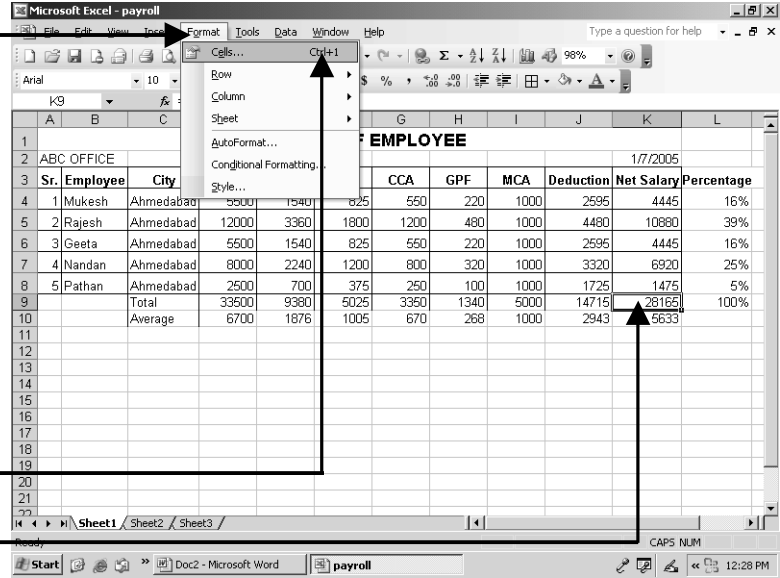 Microsoft Excel - payroll
File Edit View Insert Format Tools Data Window Help Type a question for help
98%
Arial 10 $ % ,
K9 fx =
Cells... Ctrl+1
Row
Column
Sheet
AutoFormat...
Conditional Formatting...
Style...
A B C G H I J K L
1 F EMPLOYEE
2 ABC OFFICE 1/7/2005
3 Sr. Employee City CCA GPF MCA Deduction Net Salary Percentage
4 1 Mukesh Ahmedabad 5500 1540 825 550 220 1000 2595 4445 16%
5 2 Rajesh Ahmedabad 12000 3360 1800 1200 480 1000 4480 10880 39%
6 3 Geeta Ahmedabad 5500 1540 825 550 220 1000 2595 4445 16%
7 4 Nandan Ahmedabad 8000 2240 1200 800 320 1000 3320 6920 25%
8 5 Pathan Ahmedabad 2500 700 375 250 100 1000 1725 1475 5%
9 Total 33500 9380 5025 3350 1340 5000 14715 28165 100%
10 Average 6700 1876 1005 670 268 1000 2943 5633
11
12
13
14
15
16
17
18
19
20
21
22
Sheet1 Sheet2 Sheet3
Ready CAPS NUM
Start » Doc2 - Microsoft Word payroll « 12:28 PM